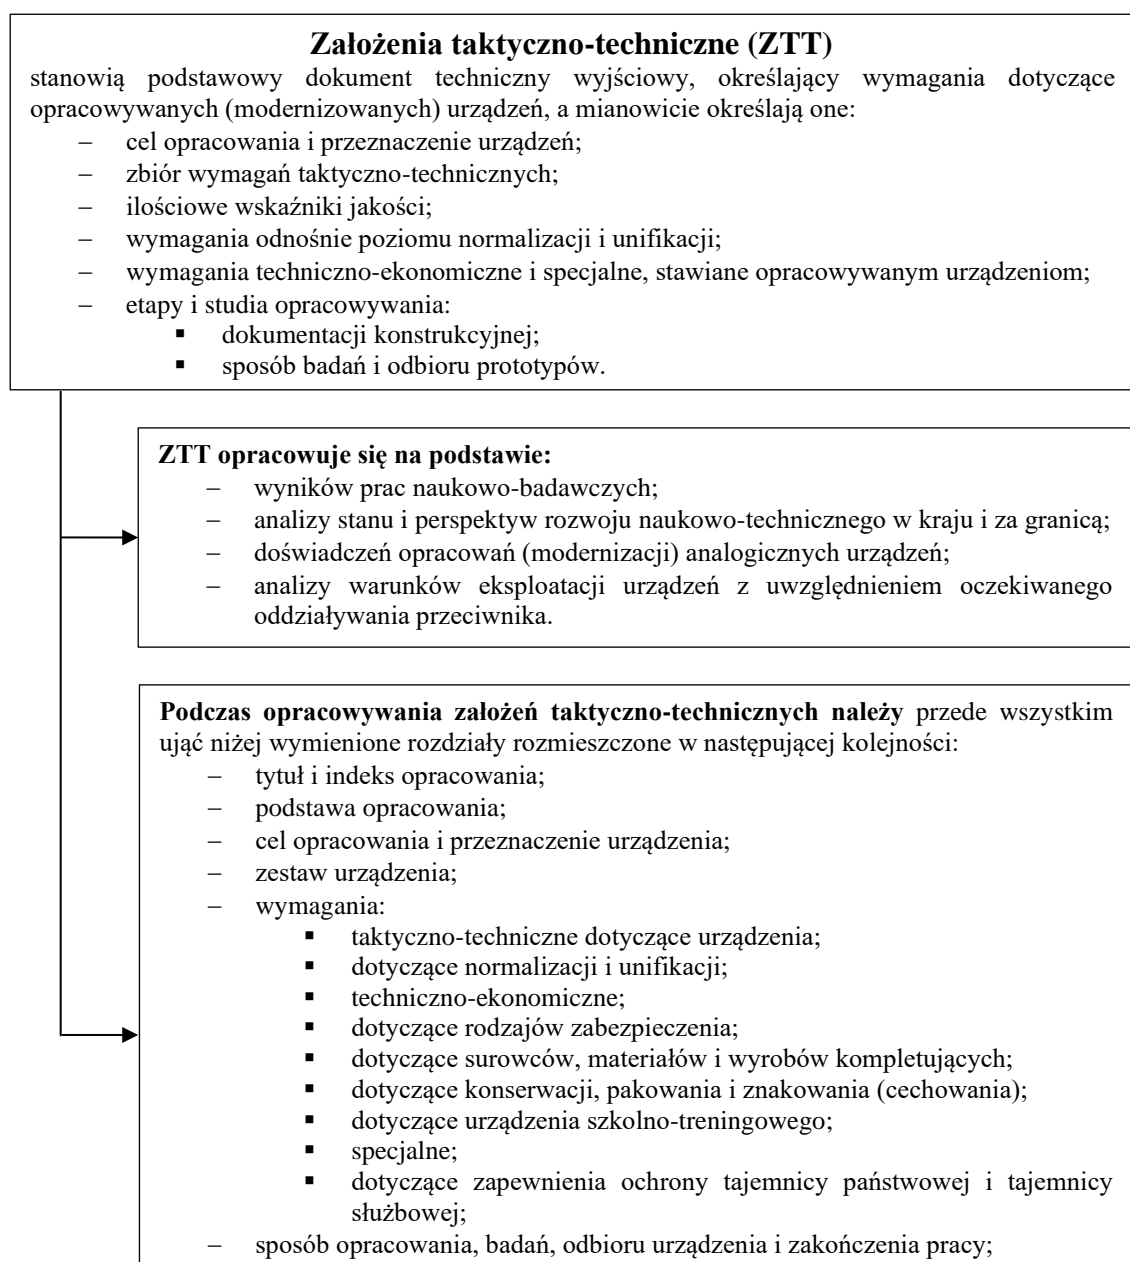 Założenia taktyczno-techniczne (ZTT)
stanowią podstawowy dokument techniczny wyjściowy, określający wymagania dotyczące
opracowywanych (modernizowanych) urządzeń, a mianowicie określają one:
– cel opracowania i przeznaczenie urządzeń;
– zbiór wymagań taktyczno-technicznych;
– ilościowe wskaźniki jakości;
– wymagania odnośnie poziomu normalizacji i unifikacji;
– wymagania techniczno-ekonomiczne i specjalne, stawiane opracowywanym urządzeniom;
– etapy i studia opracowywania:
▪ dokumentacji konstrukcyjnej;
▪ sposób badań i odbioru prototypów.
ZTT opracowuje się na podstawie:
– wyników prac naukowo-badawczych;
– analizy stanu i perspektyw rozwoju naukowo-technicznego w kraju i za granicą;
– doświadczeń opracowań (modernizacji) analogicznych urządzeń;
– analizy warunków eksploatacji urządzeń z uwzględnieniem oczekiwanego
oddziaływania przeciwnika.
Podczas opracowywania założeń taktyczno-technicznych należy przede wszystkim
ująć niżej wymienione rozdziały rozmieszczone w następującej kolejności:
– tytuł i indeks opracowania;
– podstawa opracowania;
– cel opracowania i przeznaczenie urządzenia;
– zestaw urządzenia;
– wymagania:
▪ taktyczno-techniczne dotyczące urządzenia;
▪ dotyczące normalizacji i unifikacji;
▪ techniczno-ekonomiczne;
▪ dotyczące rodzajów zabezpieczenia;
▪ dotyczące surowców, materiałów i wyrobów kompletujących;
▪ dotyczące konserwacji, pakowania i znakowania (cechowania);
▪ dotyczące urządzenia szkolno-treningowego;
▪ specjalne;
▪ dotyczące zapewnienia ochrony tajemnicy państwowej i tajemnicy
służbowej;
– sposób opracowania, badań, odbioru urządzenia i zakończenia pracy;